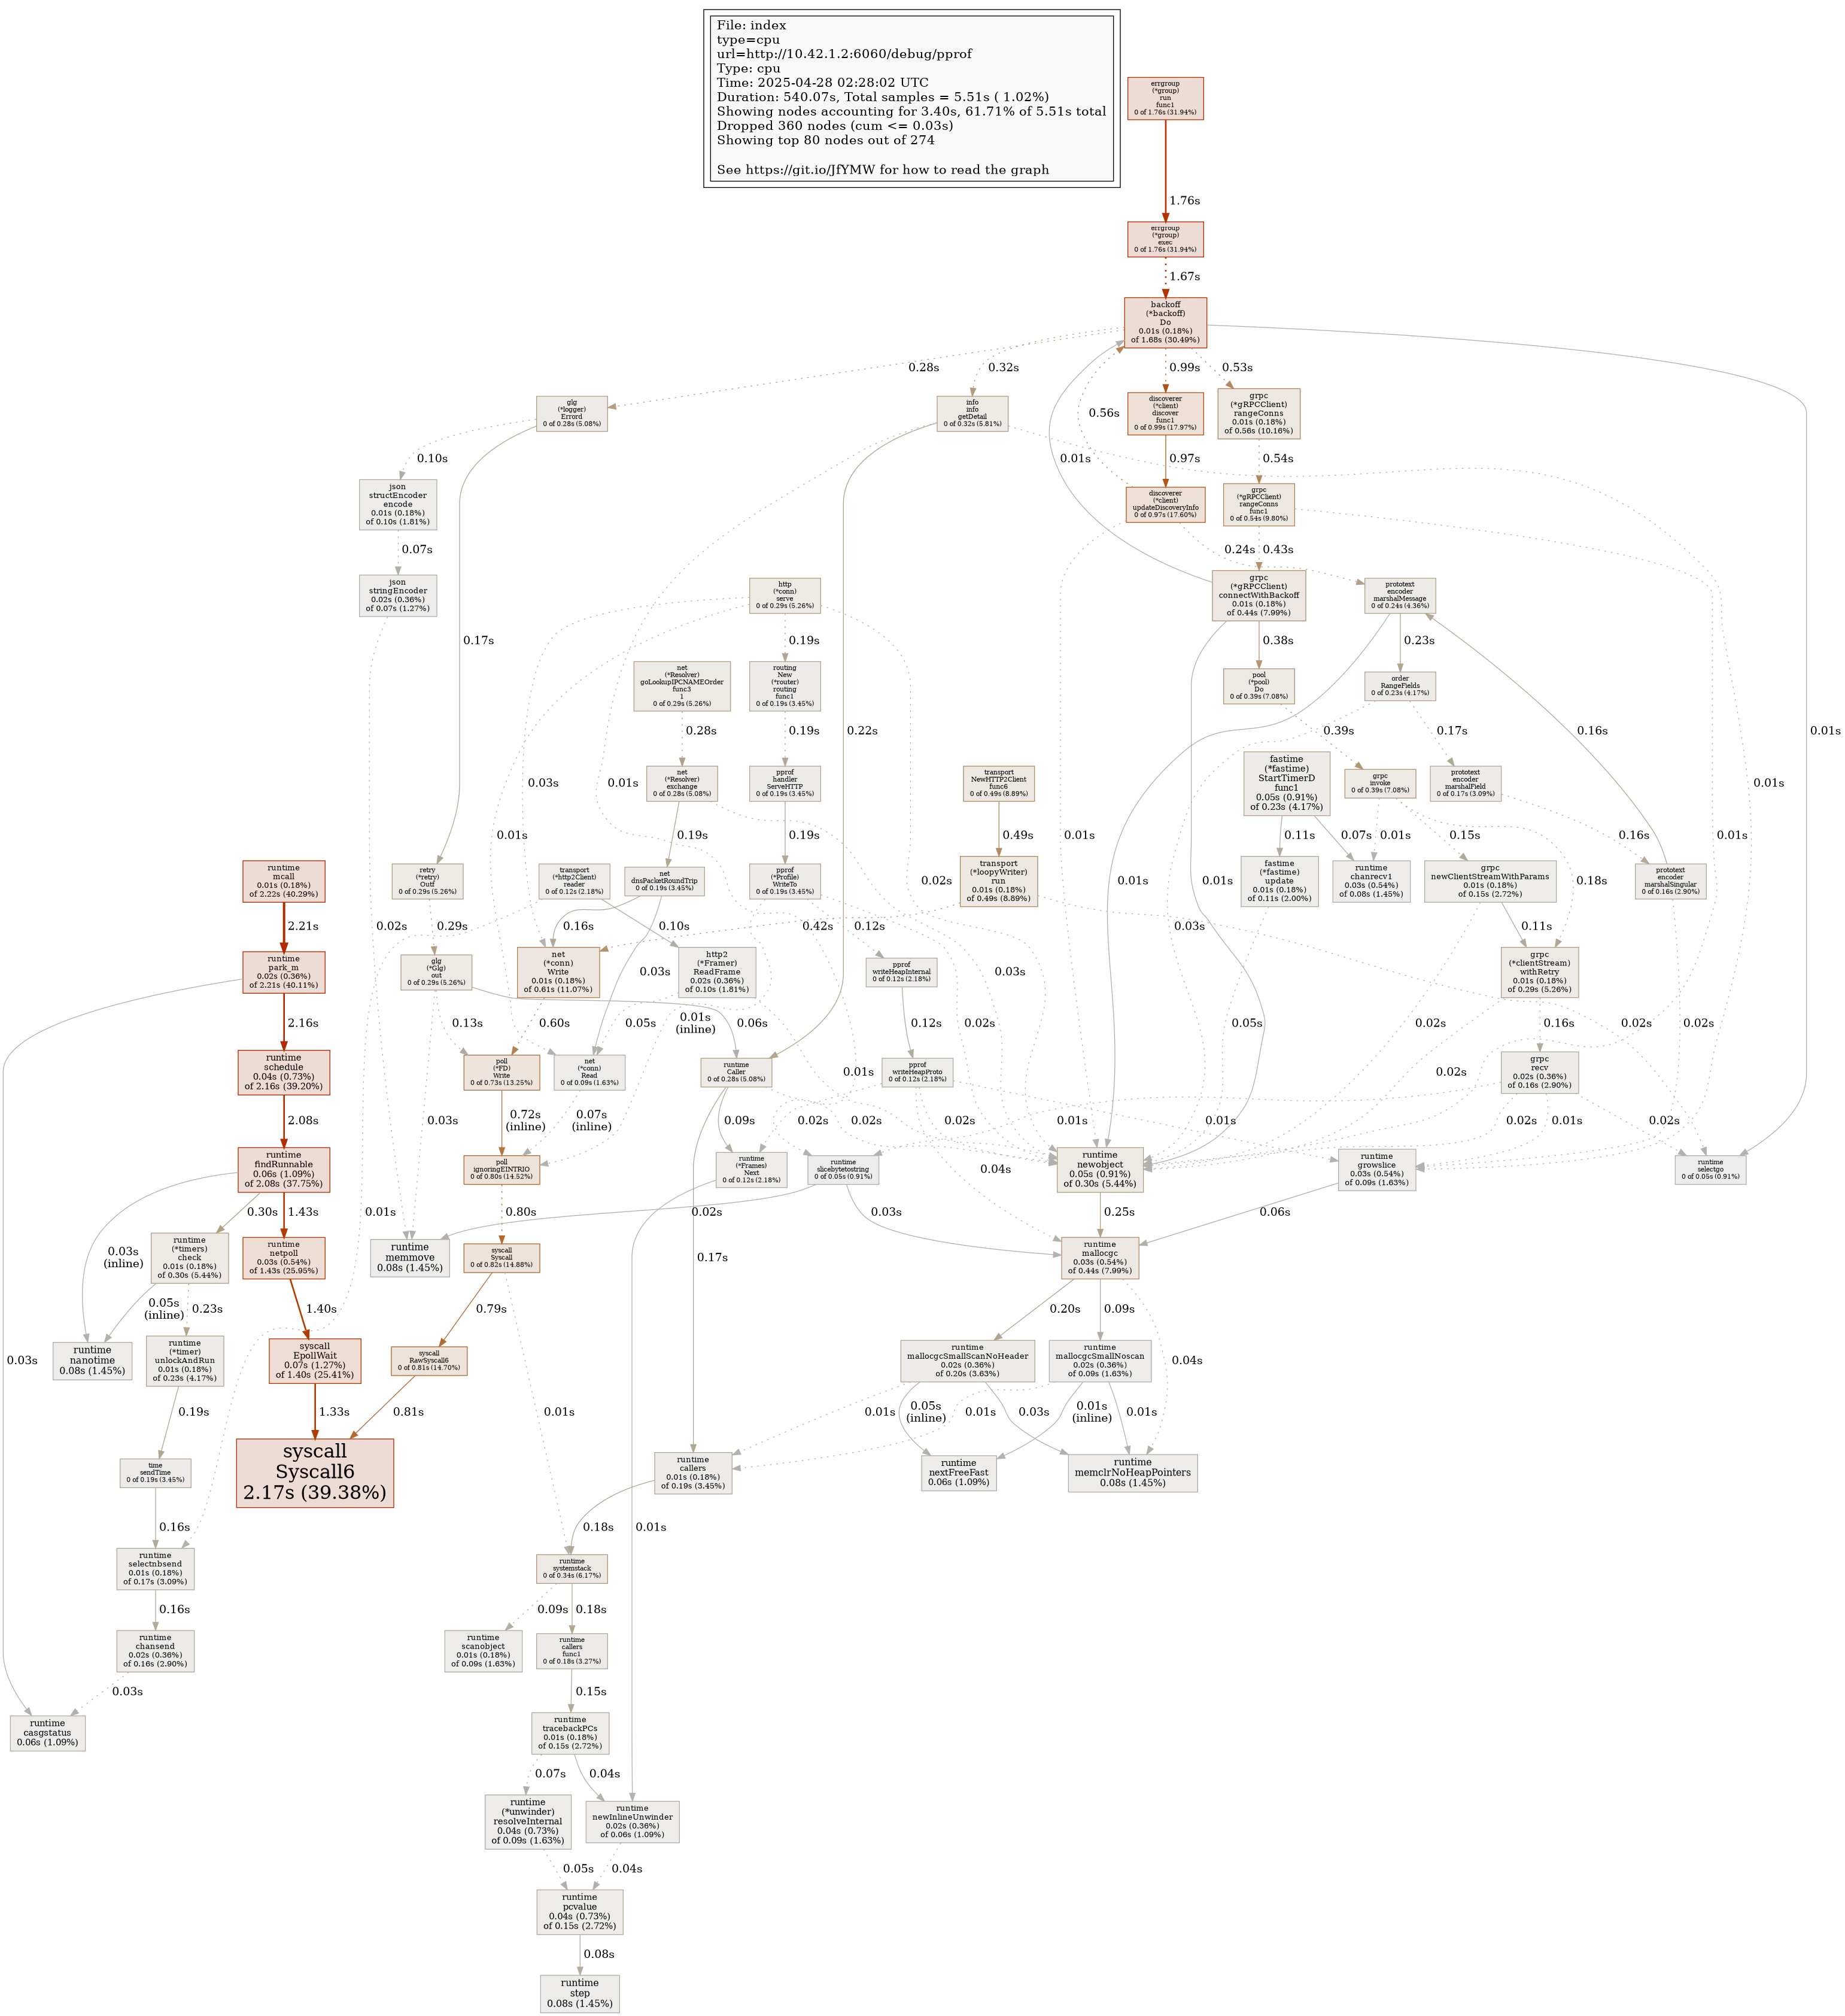 File: index
type=cpu
url=http://10.42.1.2:6060/debug/pprof
Type: cpu
Time: 2025-04-28 02:28:02 UTC
Duration: 540.07s, Total samples = 5.51s ( 1.02%)
Showing nodes accounting for 3.40s, 61.71% of 5.51s total
Dropped 360 nodes (cum <= 0.03s)
Showing top 80 nodes out of 274
See https://git.io/JfYMW for how to read the graph
errgroup
(*group)
run
func1
0 of 1.76s (31.94%)
1.76s
errgroup
(*group)
exec
0 of 1.76s (31.94%)
1.67s
backoff
(*backoff)
Do
0.01s (0.18%)
of 1.68s (30.49%)
0.28s
0.32s
0.99s
0.53s
0.56s
0.01s
0.01s
glg
(*logger)
Errord
0 of 0.28s (5.08%)
info
info
getDetail
0 of 0.32s (5.81%)
discoverer
(*client)
discover
func1
0 of 0.99s (17.97%)
grpc
(*gRPCClient)
rangeConns
0.01s (0.18%)
of 0.56s (10.16%)
0.10s
0.97s
0.54s
json
structEncoder
encode
0.01s (0.18%)
of 0.10s (1.81%)
discoverer
(*client)
updateDiscoveryInfo
0 of 0.97s (17.60%)
grpc
(*gRPCClient)
rangeConns
func1
0 of 0.54s (9.80%)
0.07s
0.24s
0.43s
json
stringEncoder
0.02s (0.36%)
of 0.07s (1.27%)
http
(*conn)
serve
0 of 0.29s (5.26%)
grpc
(*gRPCClient)
connectWithBackoff
0.01s (0.18%)
of 0.44s (7.99%)
prototext
encoder
marshalMessage
0 of 0.24s (4.36%)
0.17s
0.19s
0.38s
0.23s
net
(*Resolver)
goLookupIPCNAMEOrder
func3
1
0 of 0.29s (5.26%)
routing
New
(*router)
routing
func1
0 of 0.19s (3.45%)
pool
(*pool)
Do
0 of 0.39s (7.08%)
order
RangeFields
0 of 0.23s (4.17%)
0.28s
0.19s
0.22s
0.39s
0.17s
0.16s
0.01s
net
(*Resolver)
exchange
0 of 0.28s (5.08%)
pprof
handler
ServeHTTP
0 of 0.19s (3.45%)
transport
NewHTTP2Client
func6
0 of 0.49s (8.89%)
fastime
(*fastime)
StartTimerD
func1
0.05s (0.91%)
of 0.23s (4.17%)
grpc
invoke
0 of 0.39s (7.08%)
prototext
encoder
marshalField
0 of 0.17s (3.09%)
0.03s
0.01s
0.01s
0.19s
0.19s
0.49s
0.01s
0.11s
0.07s
0.01s
0.15s
0.18s
0.16s
0.01s
runtime
mcall
0.01s (0.18%)
of 2.22s (40.29%)
retry
(*retry)
Outf
0 of 0.29s (5.26%)
transport
(*http2Client)
reader
0 of 0.12s (2.18%)
net
dnsPacketRoundTrip
0 of 0.19s (3.45%)
pprof
(*Profile)
WriteTo
0 of 0.19s (3.45%)
0.02s
transport
(*loopyWriter)
run
0.01s (0.18%)
of 0.49s (8.89%)
fastime
(*fastime)
update
0.01s (0.18%)
of 0.11s (2.00%)
runtime
chanrecv1
0.03s (0.54%)
of 0.08s (1.45%)
grpc
newClientStreamWithParams
0.01s (0.18%)
of 0.15s (2.72%)
prototext
encoder
marshalSingular
0 of 0.16s (2.90%)
2.21s
0.02s
0.29s
0.16s
0.10s
0.42s
0.12s
0.01s
0.01s
0.03s
0.11s
runtime
park_m
0.02s (0.36%)
of 2.21s (40.11%)
glg
(*Glg)
out
0 of 0.29s (5.26%)
net
(*conn)
Write
0.01s (0.18%)
of 0.61s (11.07%)
http2
(*Framer)
ReadFrame
0.02s (0.36%)
of 0.10s (1.81%)
pprof
writeHeapInternal
0 of 0.12s (2.18%)
grpc
(*clientStream)
withRetry
0.01s (0.18%)
of 0.29s (5.26%)
0.03s
0.03s
2.16s
0.13s
0.60s
0.05s
0.01s
(inline)
0.06s
0.12s
0.02s
0.05s
0.02s
0.16s
0.02s
0.02s
runtime
schedule
0.04s (0.73%)
of 2.16s (39.20%)
poll
(*FD)
Write
0 of 0.73s (13.25%)
net
(*conn)
Read
0 of 0.09s (1.63%)
runtime
Caller
0 of 0.28s (5.08%)
pprof
writeHeapProto
0 of 0.12s (2.18%)
grpc
recv
0.02s (0.36%)
of 0.16s (2.90%)
0.01s
0.02s
2.08s
0.03s
0.72s
(inline)
0.07s
(inline)
0.09s
0.02s
0.02s
0.02s
0.01s
0.01s
0.02s
0.01s
0.02s
runtime
findRunnable
0.06s (1.09%)
of 2.08s (37.75%)
poll
ignoringEINTRIO
0 of 0.80s (14.52%)
runtime
(*Frames)
Next
0 of 0.12s (2.18%)
runtime
slicebytetostring
0 of 0.05s (0.91%)
0.04s
runtime
newobject
0.05s (0.91%)
of 0.30s (5.44%)
runtime
growslice
0.03s (0.54%)
of 0.09s (1.63%)
runtime
selectgo
0 of 0.05s (0.91%)
0.30s
1.43s
0.01s
0.80s
0.02s
0.03s
0.25s
0.06s
0.03s
(inline)
runtime
(*timers)
check
0.01s (0.18%)
of 0.30s (5.44%)
runtime
netpoll
0.03s (0.54%)
of 1.43s (25.95%)
runtime
memmove
0.08s (1.45%)
syscall
Syscall
0 of 0.82s (14.88%)
0.17s
runtime
mallocgc
0.03s (0.54%)
of 0.44s (7.99%)
0.05s
(inline)
0.23s
1.40s
0.79s
0.20s
0.09s
0.03s
runtime
nanotime
0.08s (1.45%)
runtime
(*timer)
unlockAndRun
0.01s (0.18%)
of 0.23s (4.17%)
syscall
EpollWait
0.07s (1.27%)
of 1.40s (25.41%)
syscall
RawSyscall6
0 of 0.81s (14.70%)
runtime
mallocgcSmallScanNoHeader
0.02s (0.36%)
of 0.20s (3.63%)
runtime
mallocgcSmallNoscan
0.02s (0.36%)
of 0.09s (1.63%)
0.04s
0.19s
1.33s
0.81s
0.01s
0.01s
0.05s
(inline)
0.01s
0.03s
0.01s
(inline)
0.01s
time
sendTime
0 of 0.19s (3.45%)
syscall
Syscall6
2.17s (39.38%)
runtime
callers
0.01s (0.18%)
of 0.19s (3.45%)
runtime
nextFreeFast
0.06s (1.09%)
runtime
memclrNoHeapPointers
0.08s (1.45%)
0.16s
0.18s
0.01s
runtime
selectnbsend
0.01s (0.18%)
of 0.17s (3.09%)
runtime
systemstack
0 of 0.34s (6.17%)
0.16s
0.09s
0.18s
runtime
chansend
0.02s (0.36%)
of 0.16s (2.90%)
runtime
scanobject
0.01s (0.18%)
of 0.09s (1.63%)
runtime
callers
func1
0 of 0.18s (3.27%)
0.03s
0.15s
runtime
casgstatus
0.06s (1.09%)
runtime
tracebackPCs
0.01s (0.18%)
of 0.15s (2.72%)
0.07s
0.04s
runtime
(*unwinder)
resolveInternal
0.04s (0.73%)
of 0.09s (1.63%)
runtime
newInlineUnwinder
0.02s (0.36%)
of 0.06s (1.09%)
0.05s
0.04s
runtime
pcvalue
0.04s (0.73%)
of 0.15s (2.72%)
0.08s
runtime
step
0.08s (1.45%)